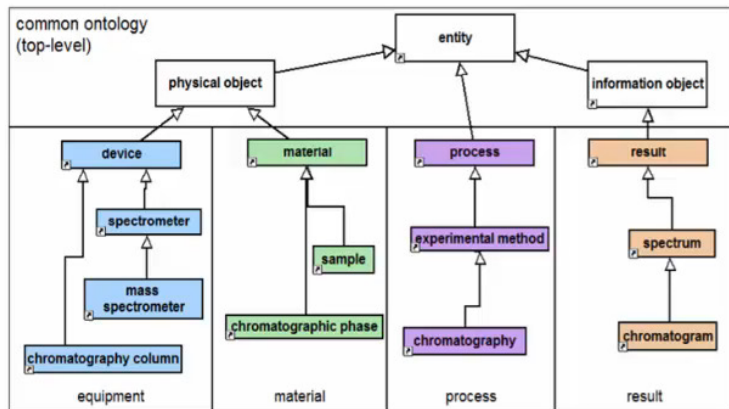 common ontology
(top-level)
entity
physical object
information object
device
material
process
result
spectrometer
experimental method
spectrum
sample
mass
spectrometer
chromatographic phase
chromatography
chromatogram
chromatography column
equipment
material
process
result